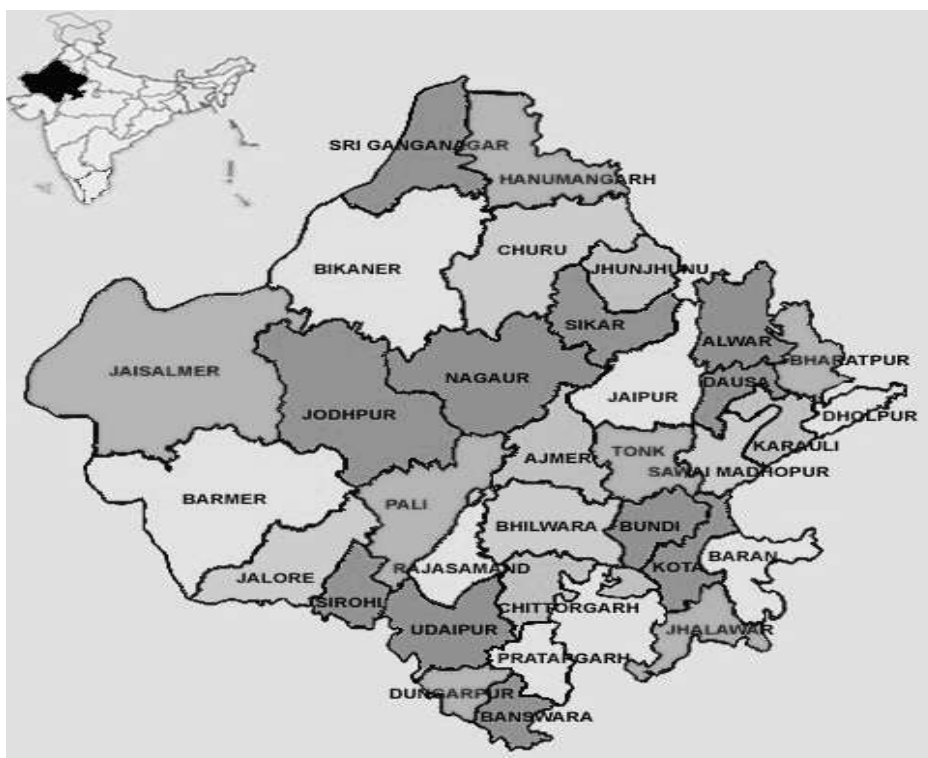 SRI GANGANAGAR
HANUMANGARH
CHURU
BIKANER
JHUNJHUNU
SIKAR
ALWAR
BHARATPUR
JAISALMER
NAGAUR
DAUSA
JAIPUR
JODHPUR
DHOLPUR
KARAULI
TONK
AJMER
SAWAI MADHOPUR
BARMER
PALI
BHILWARA
BUNDI
BARAN
KOTA
RAJASAMAND
JALORE
SIROHI
CHITTORGARH
UDAIPUR
JHALAWAR
PRATAPGARH
DUNGARPUR
BANSWARA